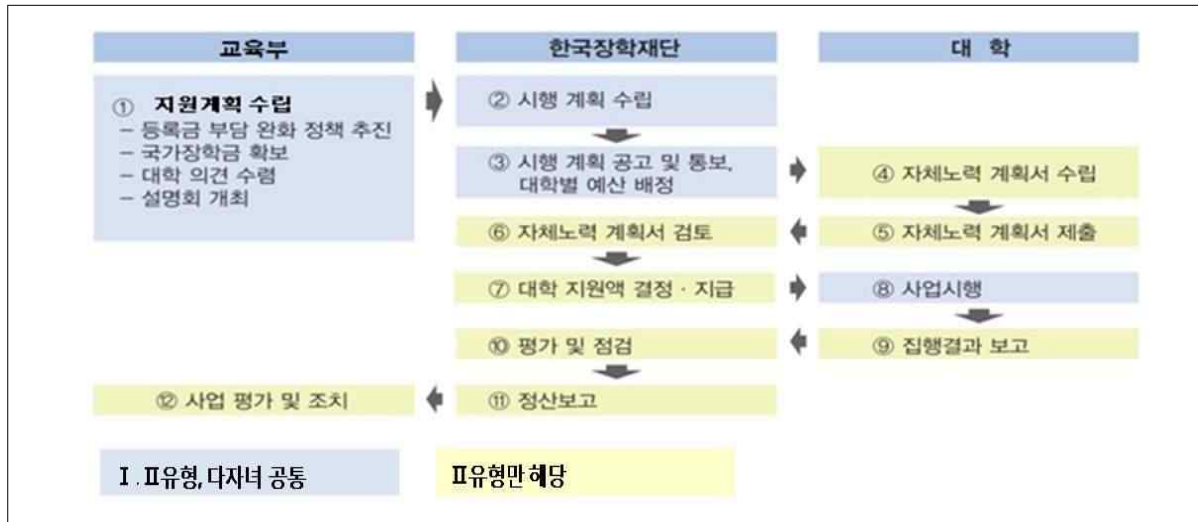 교육부
한국장학재단
대 학
① 지원계획 수립
– 등록금 부담 완화 정책 추진
– 국가장학금 확보
– 대학 의견 수렴
– 설명회 개최
② 시행 계획 수립
③ 시행 계획 공고 및 통보,
대학별 예산 배정
④ 자체노력 계획서 수립
⑤ 자체노력 계획서 제출
⑥ 자체노력 계획서 검토
⑦ 대학 지원액 결정 · 지급
⑧ 사업시행
⑨ 집행결과 보고
⑩ 평가 및 점검
⑪ 정산보고
⑫ 사업 평가 및 조치
Ⅰ.Ⅱ유형, 다자녀 공통
Ⅱ유형만 해당